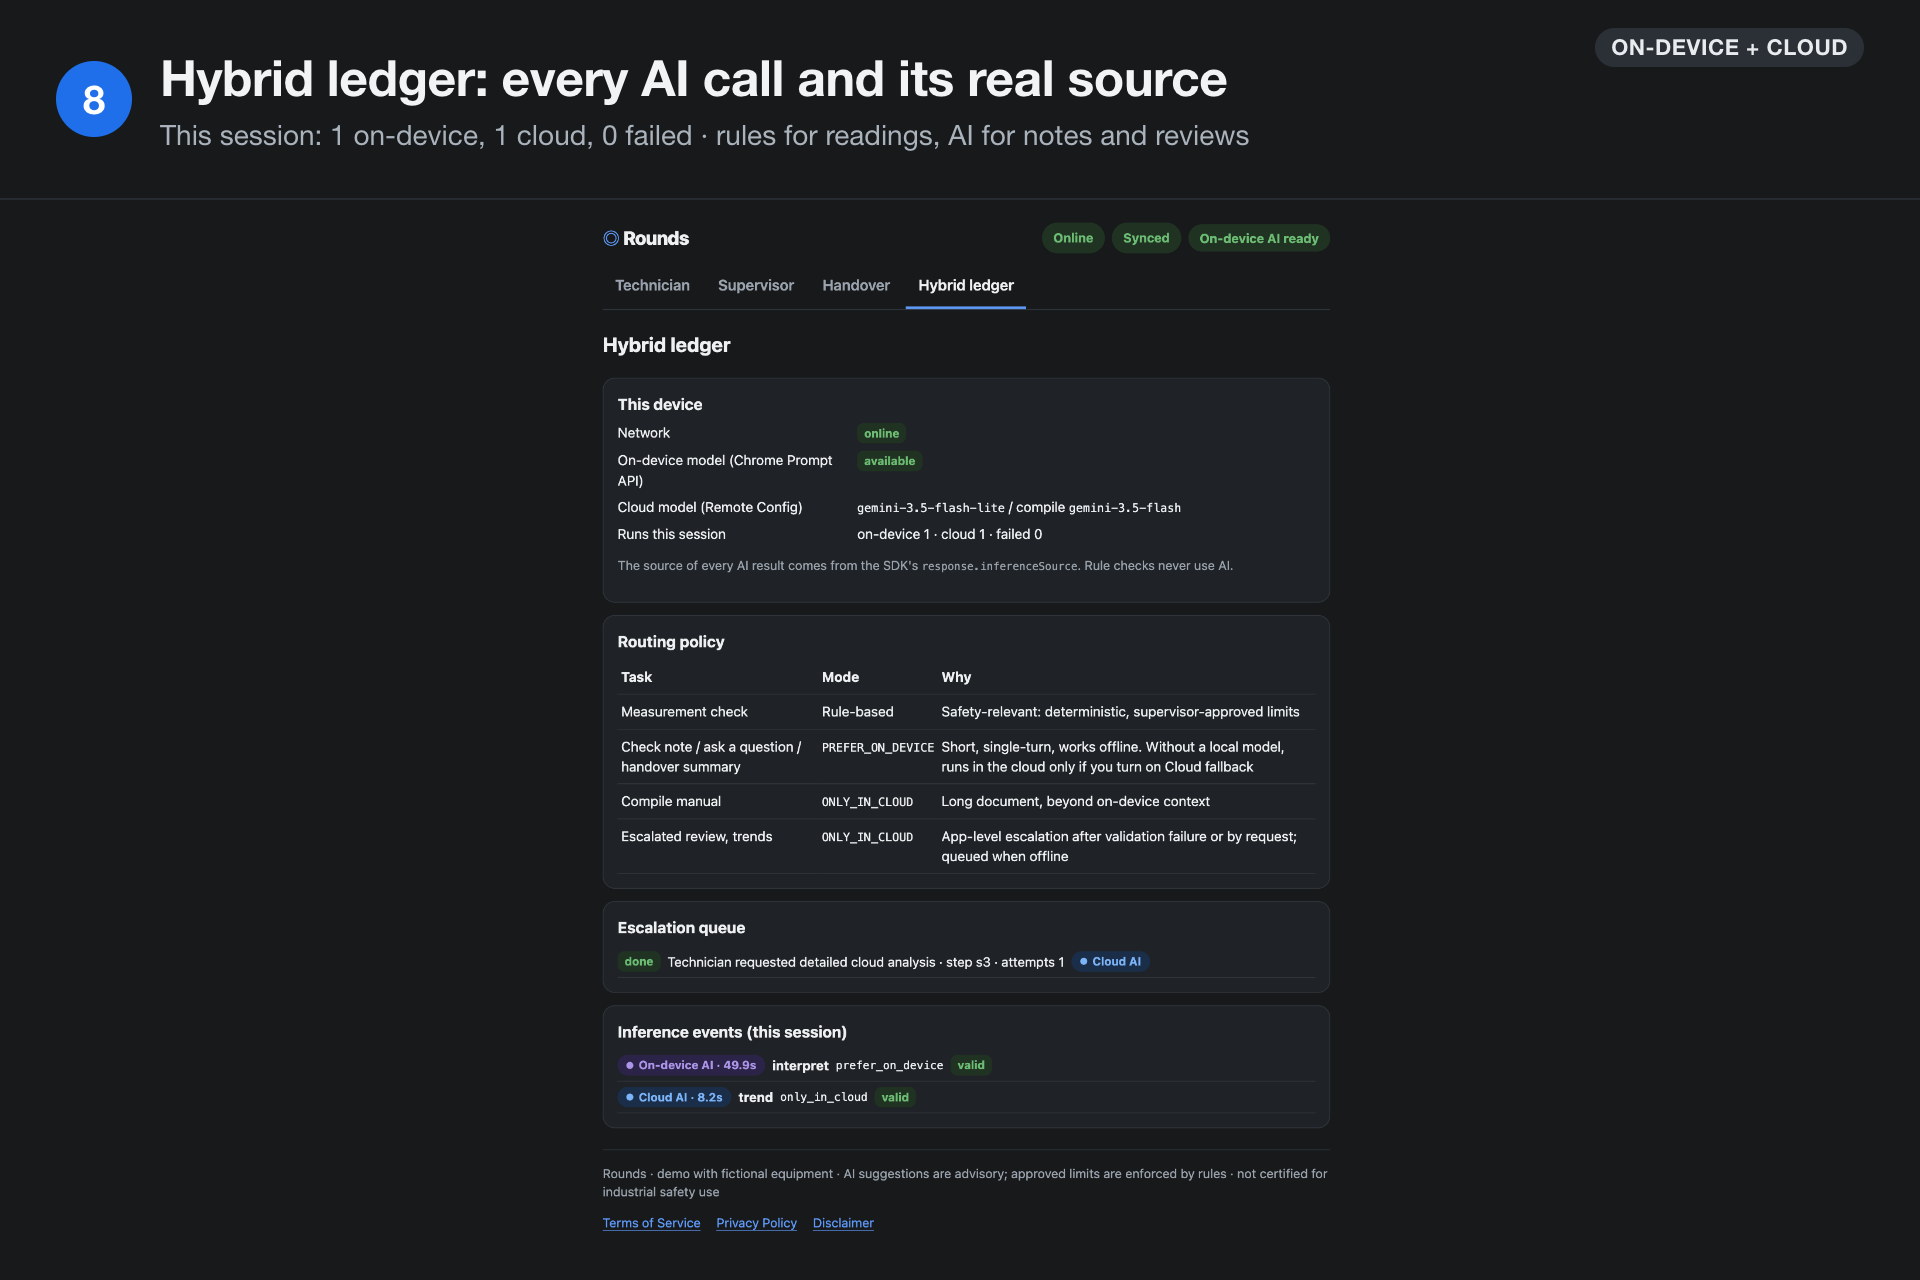 ON-DEVICE + CLOUD
8
Hybrid ledger: every AI call and its real source
This session: 1 on-device, 1 cloud, 0 failed · rules for readings, AI for notes and reviews
Rounds
Online Synced On-device AI ready
Technician Supervisor Handover Hybrid ledger
Hybrid ledger
This device
Network online
On-device model (Chrome Prompt available
API)
Cloud model (Remote Config) gemini-3.5-flash-lite / compile gemini-3.5-flash
Runs this session on-device 1 · cloud 1 · failed 0
The source of every AI result comes from the SDK's response.inferenceSource. Rule checks never use AI.
Routing policy
Task Mode Why
Measurement check Rule-based Safety-relevant: deterministic, supervisor-approved limits
Check note / ask a question / PREFER_ON_DEVICE Short, single-turn, works offline. Without a local model,
handover summary runs in the cloud only if you turn on Cloud fallback
Compile manual ONLY_IN_CLOUD Long document, beyond on-device context
Escalated review, trends ONLY_IN_CLOUD App-level escalation after validation failure or by request;
queued when offline
Escalation queue
done Technician requested detailed cloud analysis · step s3 · attempts 1 Cloud AI
Inference events (this session)
On-device AI · 49.9s interpret prefer_on_device valid
Cloud AI · 8.2s trend only_in_cloud valid
Rounds · demo with fictional equipment · AI suggestions are advisory; approved limits are enforced by rules · not certified for
industrial safety use
Terms of Service Privacy Policy Disclaimer